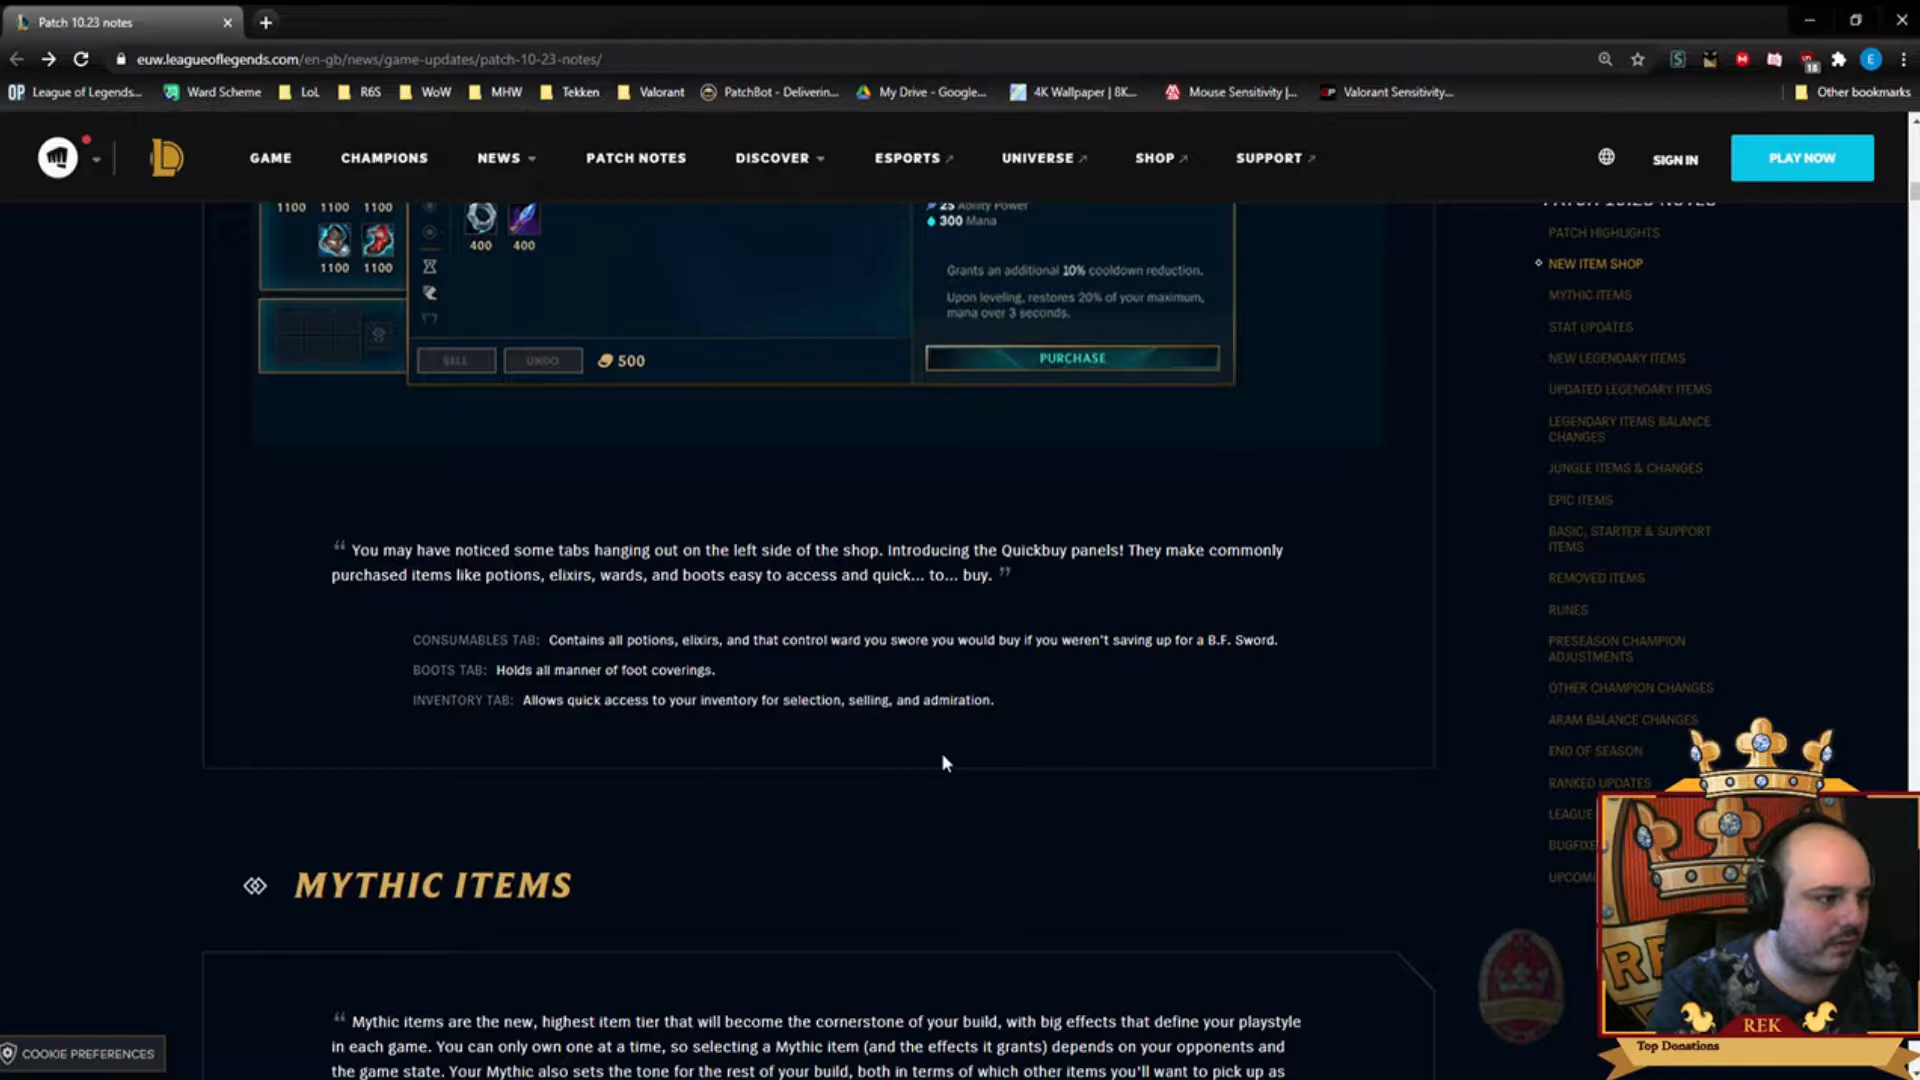 Patch 10.23 notes
euw.leagueoflegends.com/en-gb/news/game-updates/patch-10-23-notes/
18
E
OP League of Legends... Ward Scheme LoL R6S WoW MHW Tekken Valorant PatchBot - Deliverin... My Drive - Google... 4K Wallpaper | 8K... Mouse Sensitivity |... Valorant Sensitivity... Other bookmarks
GAME CHAMPIONS NEWS PATCH NOTES DISCOVER ESPORTS UNIVERSE SHOP SUPPORT SIGN IN PLAY NOW
1100 1100 1100
400 400
1100 1100
25 Ability Power
300 Mana
Grants an additional 10% cooldown reduction.
Upon leveling, restores 20% of your maximum,
mana over 3 seconds.
SELL UNDO 500 PURCHASE
“ You may have noticed some tabs hanging out on the left side of the shop. Introducing the Quickbuy panels! They make commonly
purchased items like potions, elixirs, wards, and boots easy to access and quick... to... buy. ”
CONSUMABLES TAB: Contains all potions, elixirs, and that control ward you swore you would buy if you weren't saving up for a B.F. Sword.
BOOTS TAB: Holds all manner of foot coverings.
INVENTORY TAB: Allows quick access to your inventory for selection, selling, and admiration.
MYTHIC ITEMS
“ Mythic items are the new, highest item tier that will become the cornerstone of your build, with big effects that define your playstyle
in each game. You can only own one at a time, so selecting a Mythic item (and the effects it grants) depends on your opponents and
the game state. Your Mythic also sets the tone for the rest of your build, both in terms of which other items you'll want to pick up as
COOKIE PREFERENCES
PATCH 10.23 NOTES
PATCH HIGHLIGHTS
NEW ITEM SHOP
MYTHIC ITEMS
STAT UPDATES
NEW LEGENDARY ITEMS
UPDATED LEGENDARY ITEMS
LEGENDARY ITEMS BALANCE
CHANGES
JUNGLE ITEMS & CHANGES
EPIC ITEMS
BASIC, STARTER & SUPPORT
ITEMS
REMOVED ITEMS
RUNES
PRESEASON CHAMPION
ADJUSTMENTS
OTHER CHAMPION CHANGES
ARAM BALANCE CHANGES
END OF SEASON
RANKED UPDATES
LEAGUE
BUGFIXE
UPCOM
REK
Top Donations